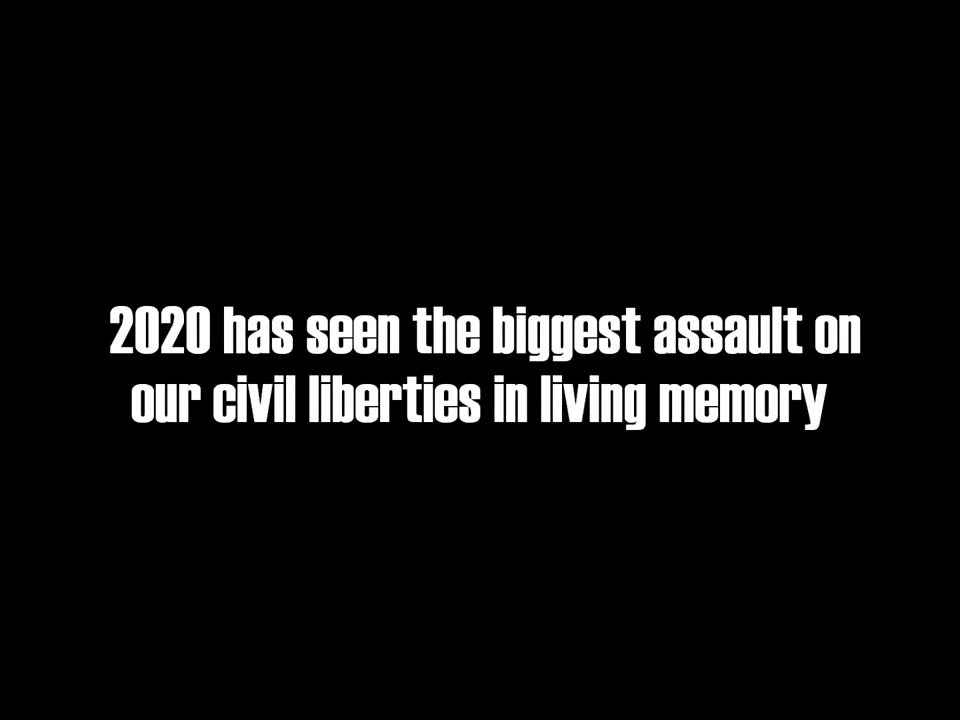 2020 has seen the biggest assault on
our civil liberties in living memory